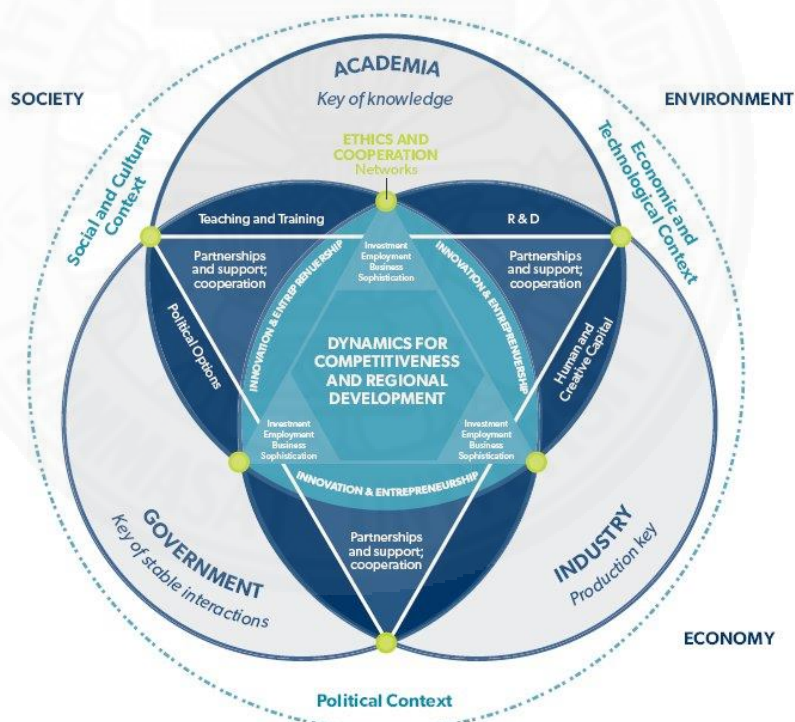 ACADEMIA
Key of knowledge
SOCIETY
ENVIRONMENT
Social and Cultural
Context
ETHICS AND
COOPERATION
Networks
Economic and
Technological Context
Teaching and Training
R & D
Partnerships
and support;
cooperation
Investment
Employment
Business
Sophistication
Partnerships
and support;
cooperation
INNOVATION & ENTREPRENUERSHIP
INNOVATION & ENTREPRENUERSHIP
Political Options
DYNAMICS FOR
COMPETITIVENESS
AND REGIONAL
DEVELOPMENT
Human and
Creative Capital
Investment
Employment
Business
Sophistication
Investment
Employment
Business
Sophistication
INNOVATION & ENTREPRENEURSHIP
Partnerships
and support;
cooperation
GOVERNMENT
Key of stable interactions
INDUSTRY
Production key
ECONOMY
Political Context